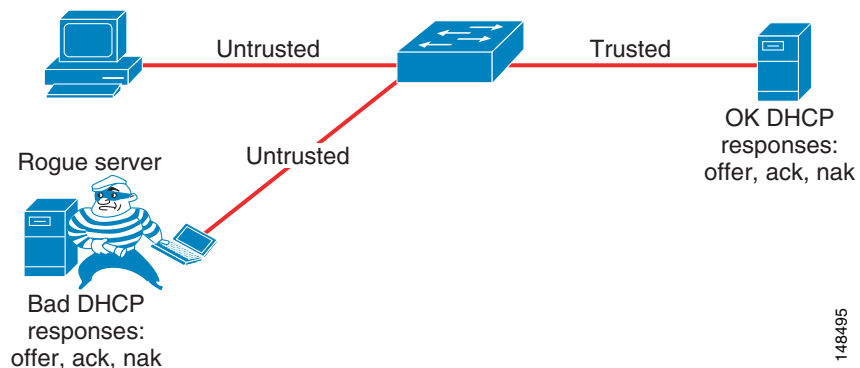 Untrusted
Trusted
OK DHCP
responses:
offer, ack, nak
Untrusted
Rogue server
Bad DHCP
responses:
offer, ack, nak
148495